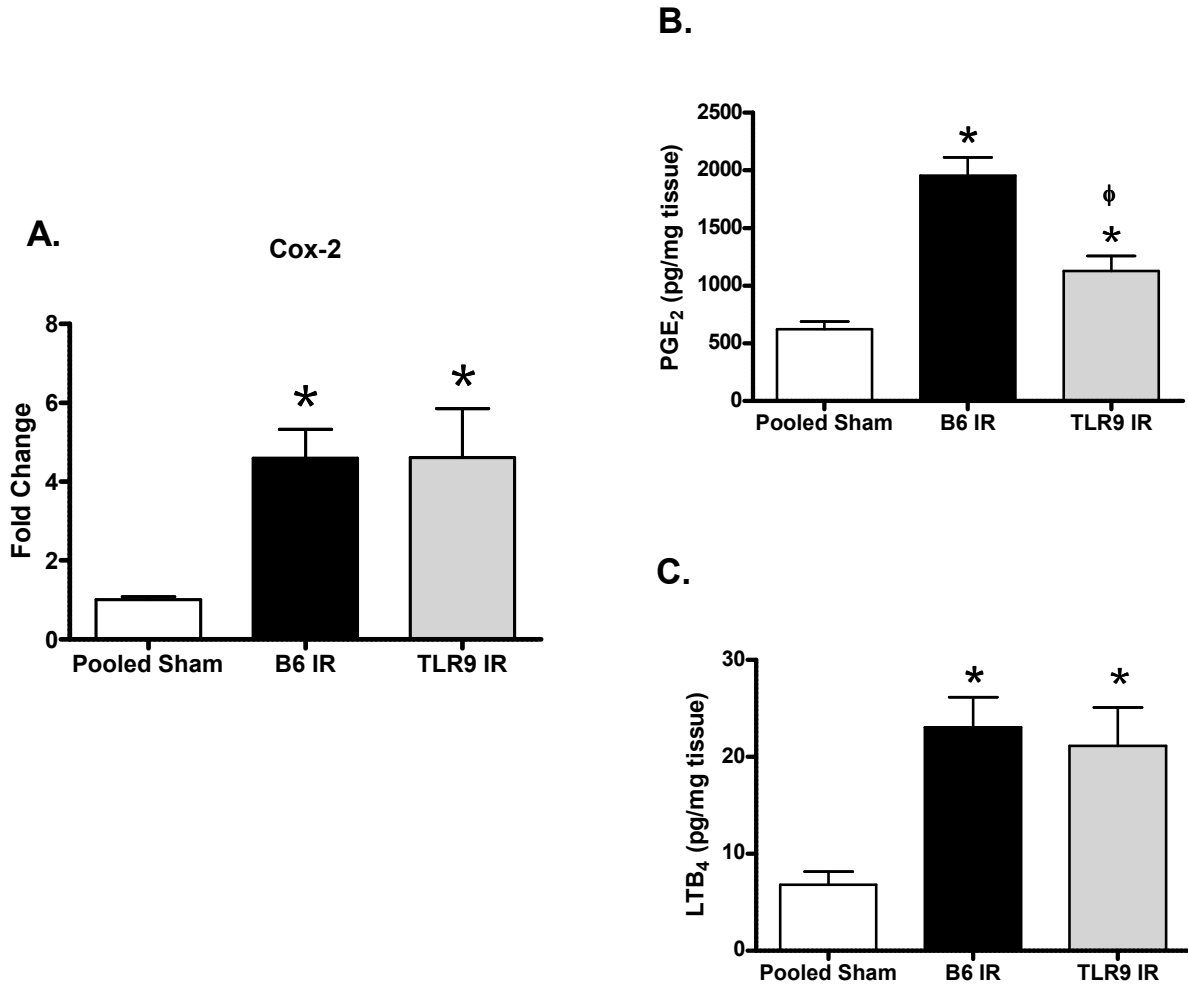 A.
Cox-2
Fold Change
8
6
4
2
0
* *
Pooled Sham B6 IR TLR9 IR
B.
PGE₂ (pg/mg tissue)
2500
2000
1500
1000
500
0
*
ϕ
*
Pooled Sham B6 IR TLR9 IR
C.
LTB₄ (pg/mg tissue)
30
20
10
0
* *
Pooled Sham B6 IR TLR9 IR